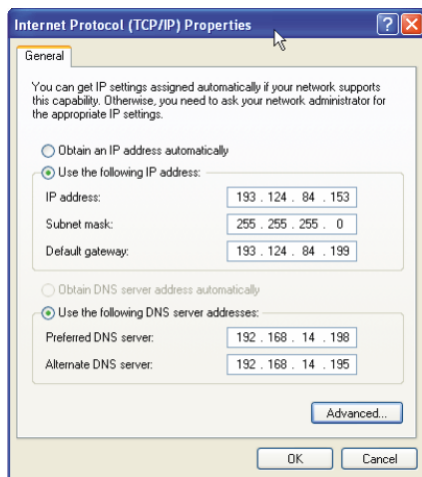 Internet Protocol (TCP/IP) Properties
General
You can get IP settings assigned automatically if your network supports
this capability. Otherwise, you need to ask your network administrator for
the appropriate IP settings.
Obtain an IP address automatically
Use the following IP address:
IP address: 193 . 124 . 84 . 153
Subnet mask: 255 . 255 . 255 . 0
Default gateway: 193 . 124 . 84 . 199
Obtain DNS server address automatically
Use the following DNS server addresses:
Preferred DNS server: 192 . 168 . 14 . 198
Alternate DNS server: 192 . 168 . 14 . 195
Advanced...
OK Cancel